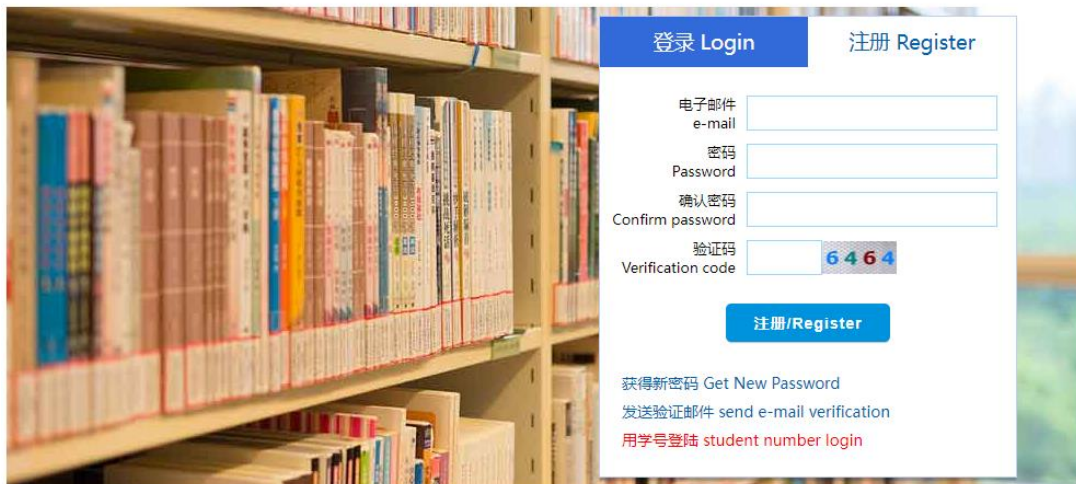 登录 Login
注册 Register
电子邮件
e-mail
密码
Password
确认密码
Confirm password
验证码
Verification code
6464
注册/Register
获得新密码 Get New Password
发送验证邮件 send e-mail verification
用学号登陆 student number login